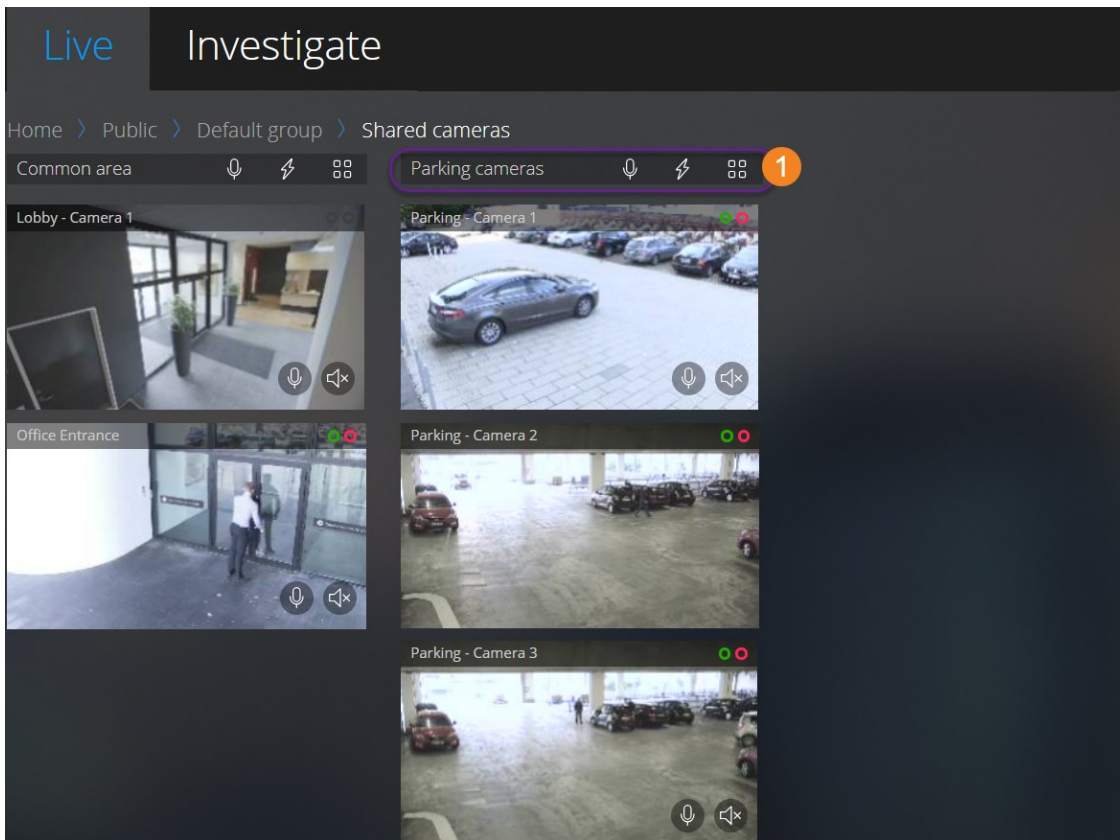 Live
Investigate
Home 〉 Public 〉 Default group 〉 Shared cameras
Common area
Parking cameras
1
Lobby - Camera 1
Parking - Camera 1
Office Entrance
Parking - Camera 2
Parking - Camera 3